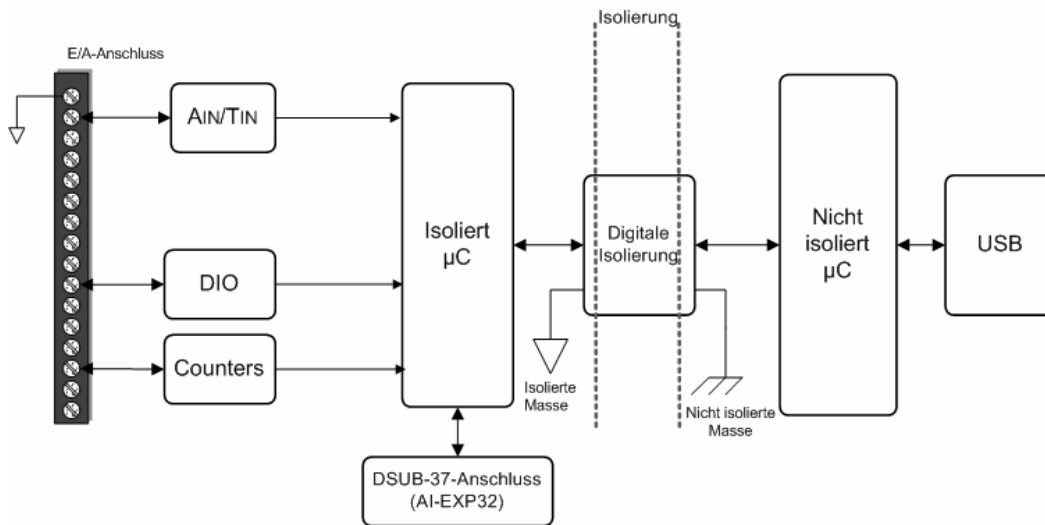 Isolierung
E/A-Anschluss
AIN/TIN
Isoliert
µC
Digitale
Isolierung
Nicht
isoliert
µC
USB
DIO
Counters
Isolierte
Masse
Nicht isolierte
Masse
DSUB-37-Anschluss
(AI-EXP32)